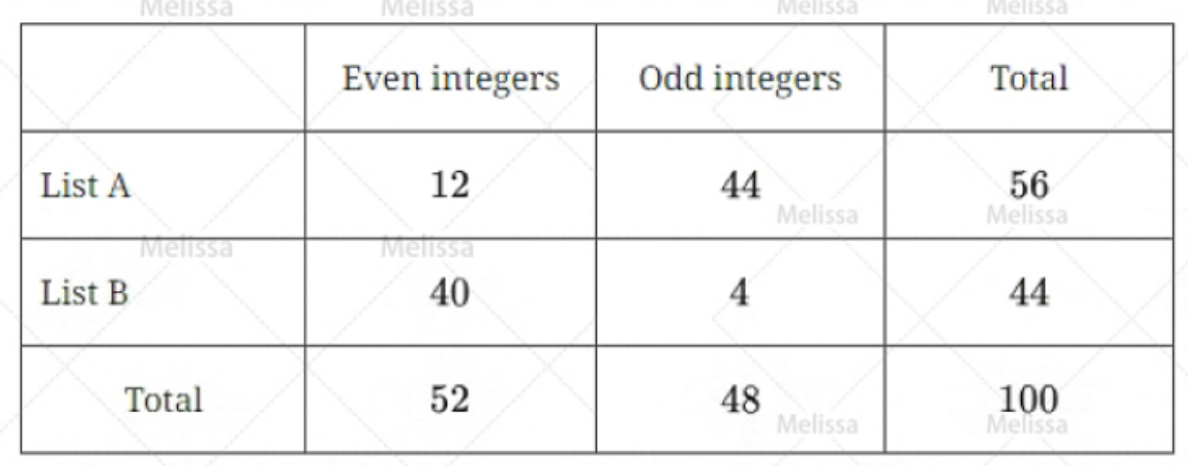 Melissa Melissa Melissa Melissa
Even integers Odd integers Total
List A 12 44 56
Melissa Melissa
Melissa Melissa
List B 40 4 44
Total 52 48 100
Melissa Melissa